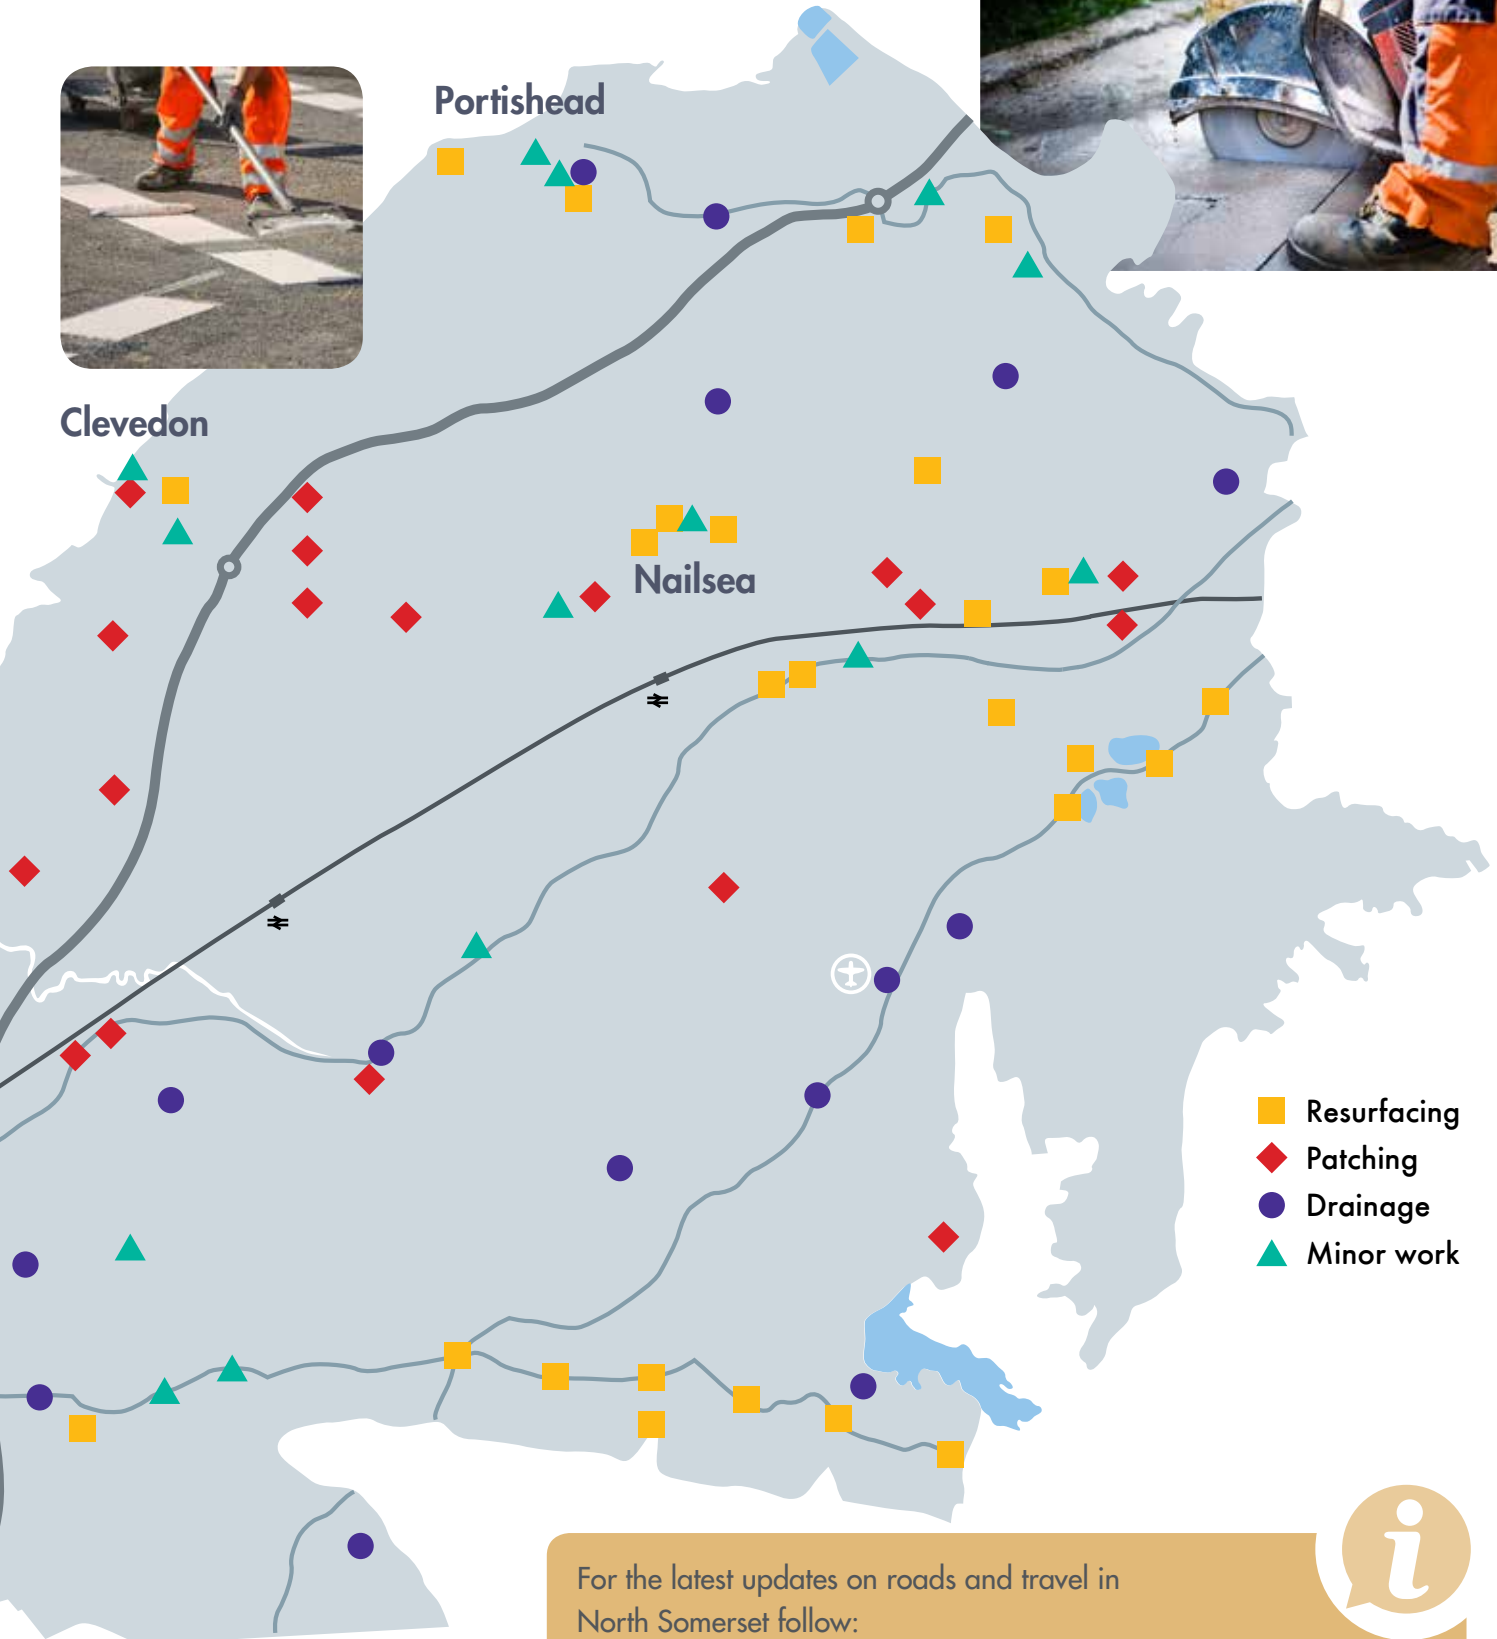 Portishead
Clevedon
Nailsea
Resurfacing
Patching
Drainage
Minor work
i
For the latest updates on roads and travel in
North Somerset follow: